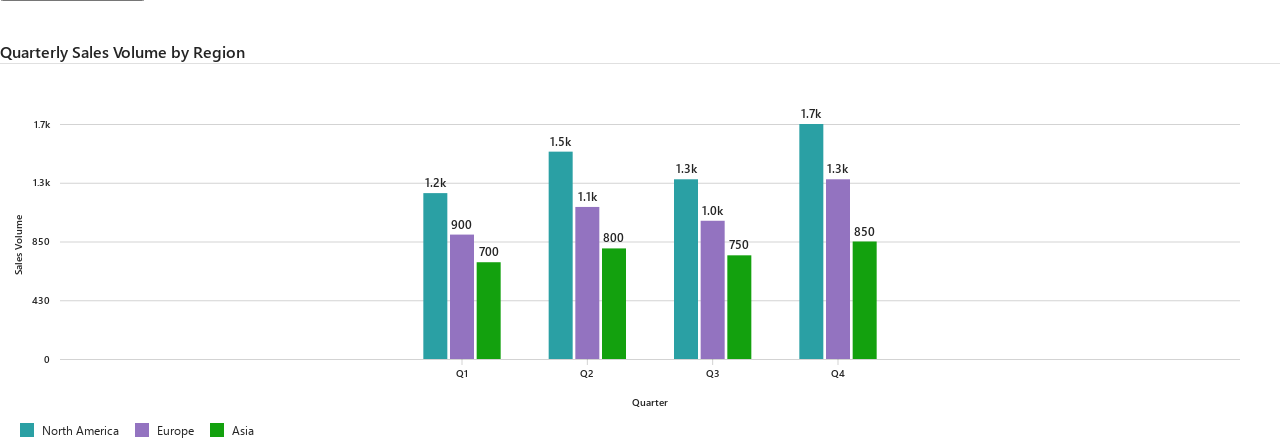 Quarterly Sales Volume by Region
1.7k
1.3k
850
430
0
Sales Volume
1.2k
900
700
1.5k
1.1k
800
1.3k
1.0k
750
1.7k
1.3k
850
Q1
Q2
Q3
Q4
Quarter
North America
Europe
Asia